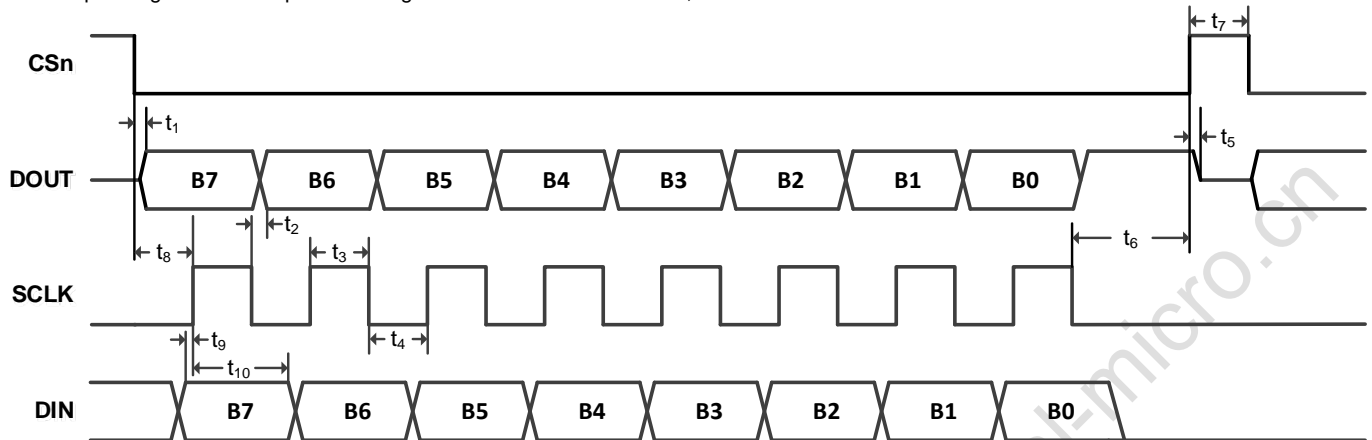 t7
CSn
t1
t5
DOUT B7 B6 B5 B4 B3 B2 B1 B0
t2
t8 t3 t6
SCLK
t9 t4
t10
DIN B7 B6 B5 B4 B3 B2 B1 B0